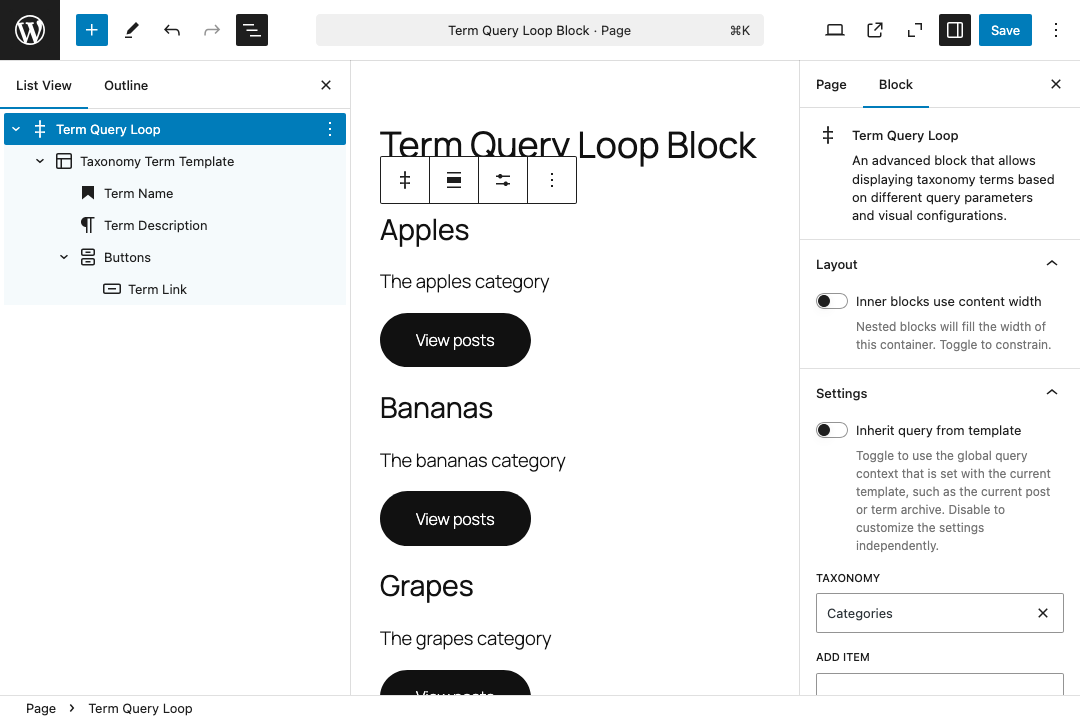 Term Query Loop Block · Page
⌘K
Save
List View
Outline
Term Query Loop
Taxonomy Term Template
Term Name
Term Description
Buttons
Term Link
Term Query Loop Block
Apples
The apples category
View posts
Bananas
The bananas category
View posts
Grapes
The grapes category
View posts
Page
Block
Term Query Loop
An advanced block that allows
displaying taxonomy terms based
on different query parameters
and visual configurations.
Layout
Inner blocks use content width
Nested blocks will fill the width of
this container. Toggle to constrain.
Settings
Inherit query from template
Toggle to use the global query
context that is set with the current
template, such as the current post
or term archive. Disable to
customize the settings
independently.
TAXONOMY
Categories
ADD ITEM
Page
Term Query Loop